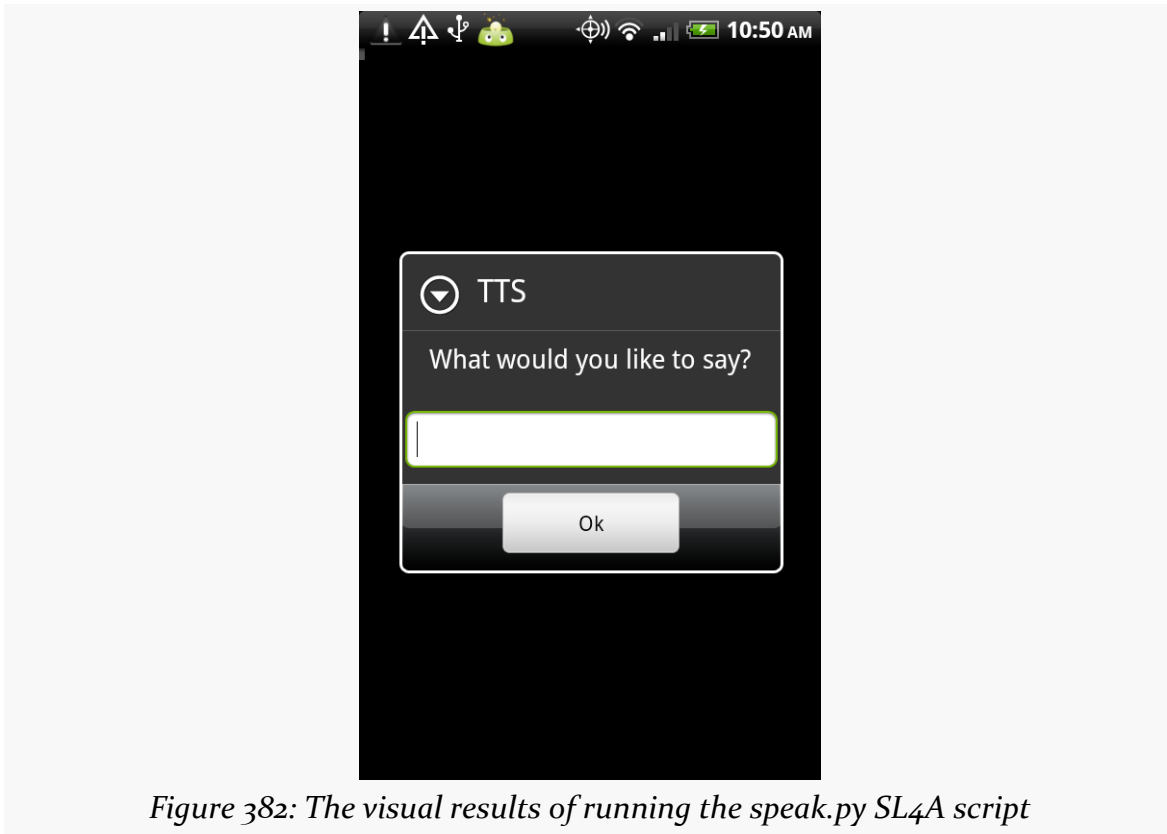 10:50 AM
TTS
What would you like to say?
Ok
Figure 382: The visual results of running the speak.py SL4A script